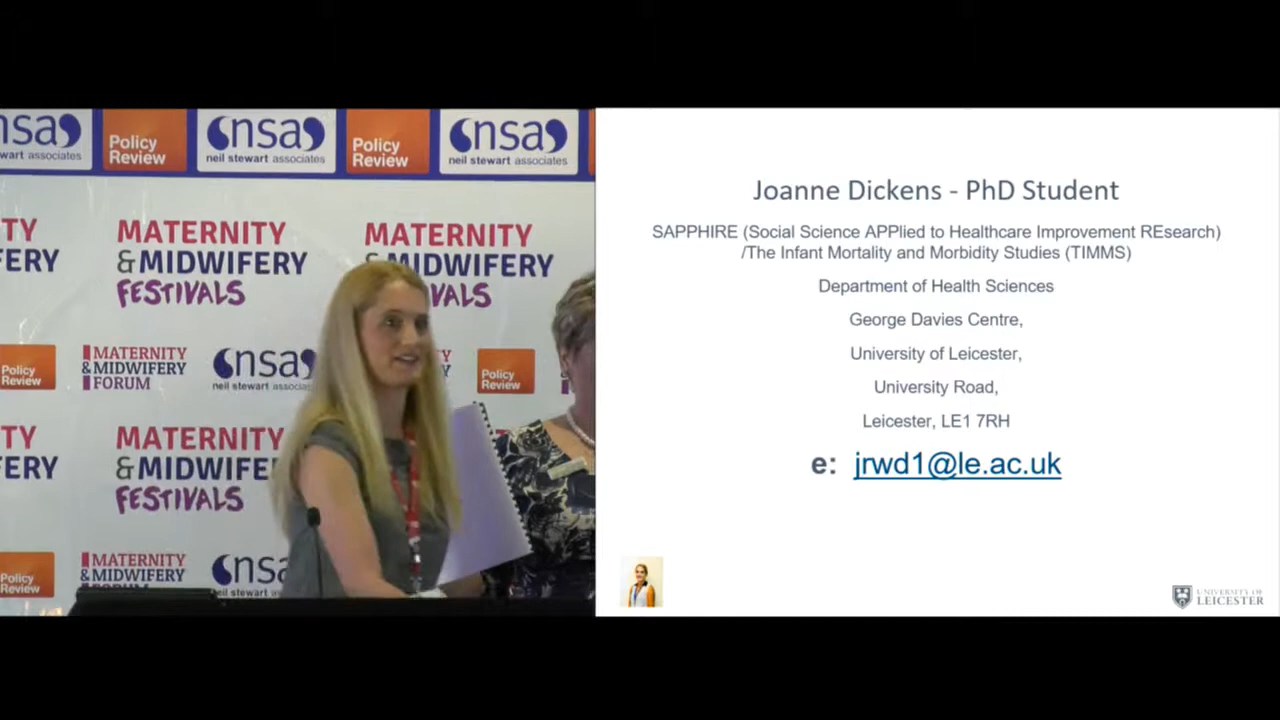 nsa
neil stewart associates
Policy
Review
nsa
neil stewart associates
Policy
Review
nsa
neil stewart associates
MATERNITY
&MIDWIFERY
FESTIVALS
MATERNITY
&MIDWIFERY
Policy
Review
MATERNITY
&MIDWIFERY
FORUM
nsa
neil stewart
Policy
Review
MATERNITY
&MIDWIFE
FESTIVALS
Policy
Review
MATERNITY
&MIDWIFERY
FORUM
nsa
Joanne Dickens - PhD Student
SAPPHIRE (Social Science APPlied to Healthcare Improvement REsearch)
/The Infant Mortality and Morbidity Studies (TIMMS)
Department of Health Sciences
George Davies Centre,
University of Leicester,
University Road,
Leicester, LE1 7RH
e: jrwd1@le.ac.uk
UNIVERSITY OF
LEICESTER